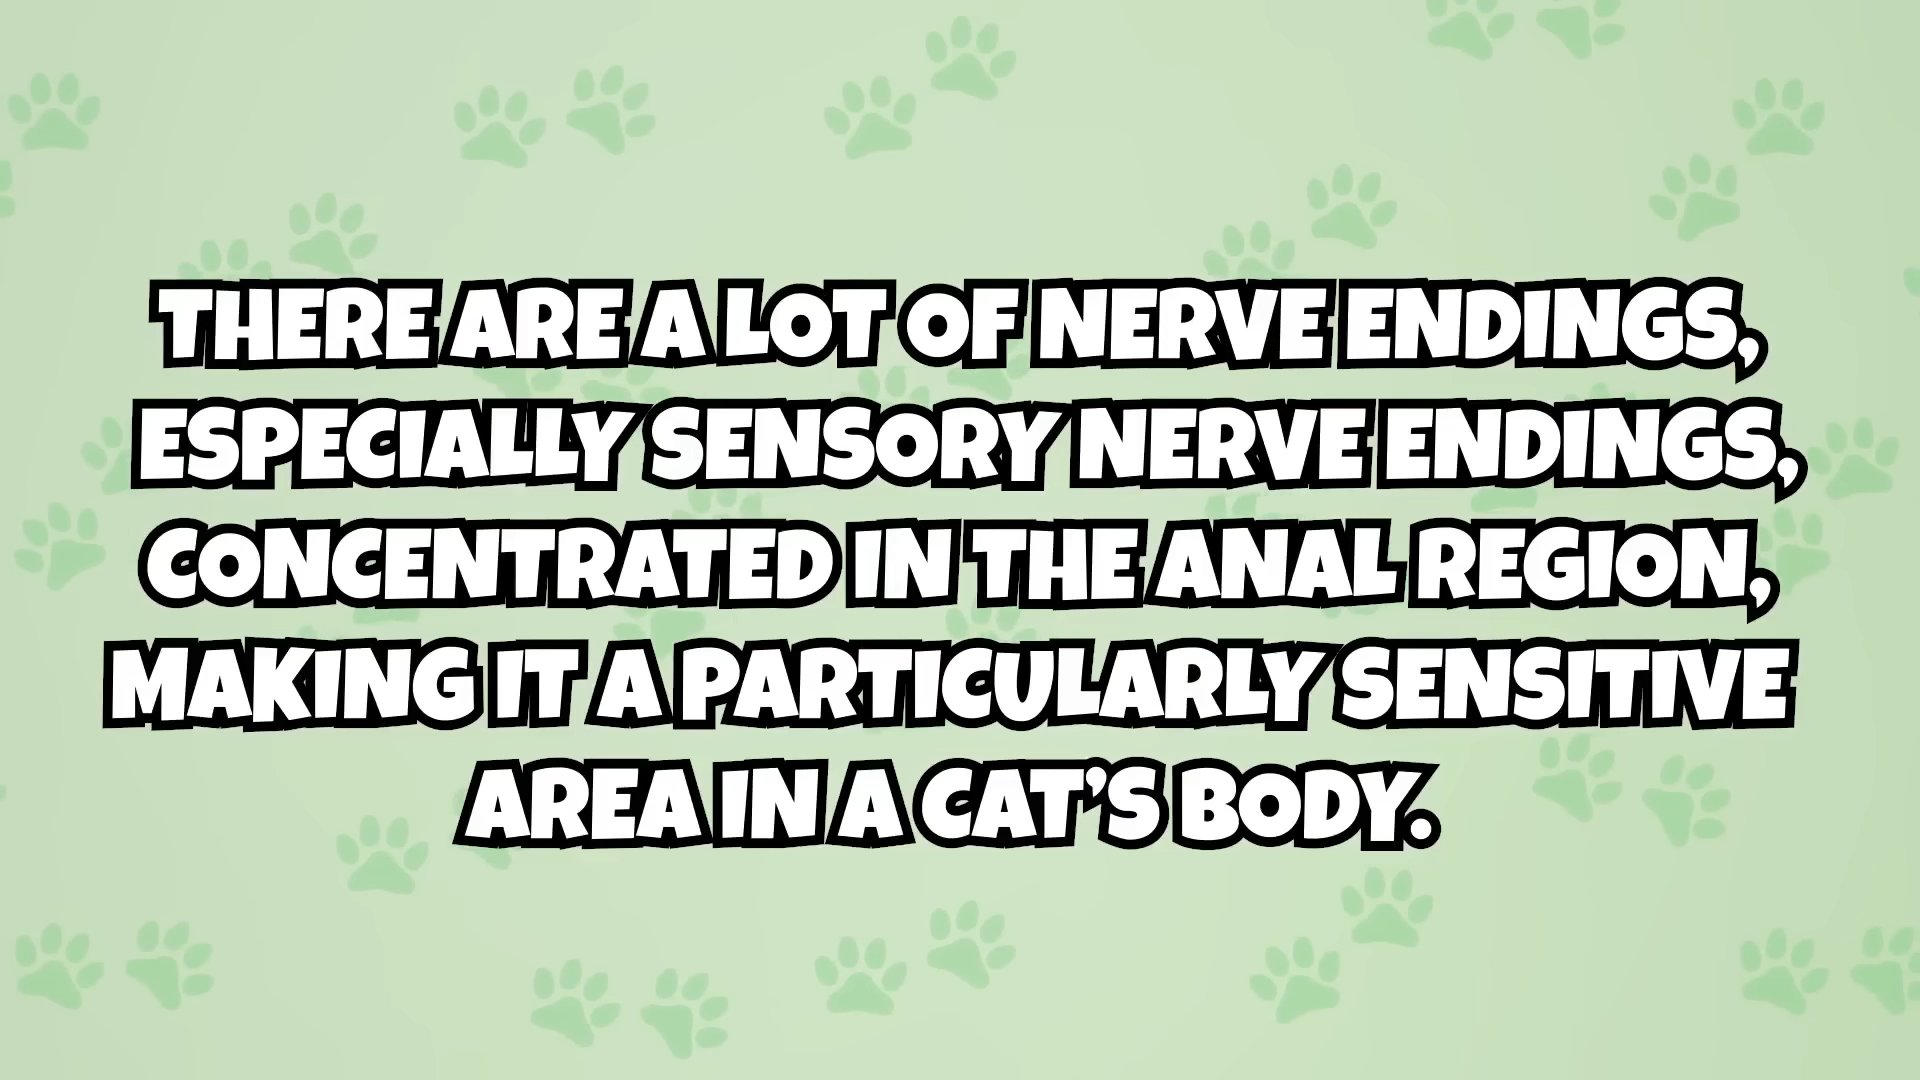 THERE ARE A LOT OF NERVE ENDINGS,
ESPECIALLY SENSORY NERVE ENDINGS,
CONCENTRATED IN THE ANAL REGION,
MAKING IT A PARTICULARLY SENSITIVE
AREA IN A CAT’S BODY.